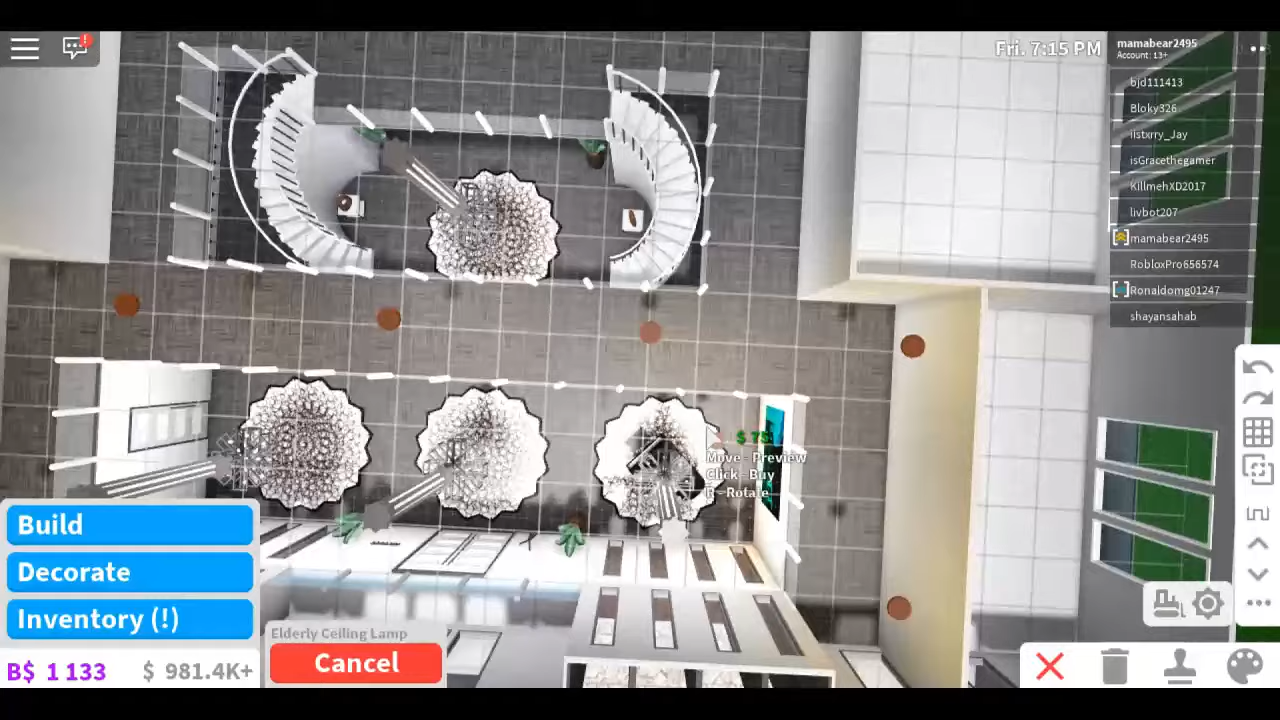 Fri. 7:15 PM
mamabear2495
Account: 13+
bjd111413
Bloky326
iistxrry_Jay
isGracethegamer
KillmehXD2017
livbot207
mamabear2495
RobloxPro656574
Ronaldomg01247
shayansahab
$ 75
Move - Preview
Click - Buy
R - Rotate
Build
Decorate
Inventory (!)
B$ 1 133
$ 981.4K+
Elderly Ceiling Lamp
Cancel